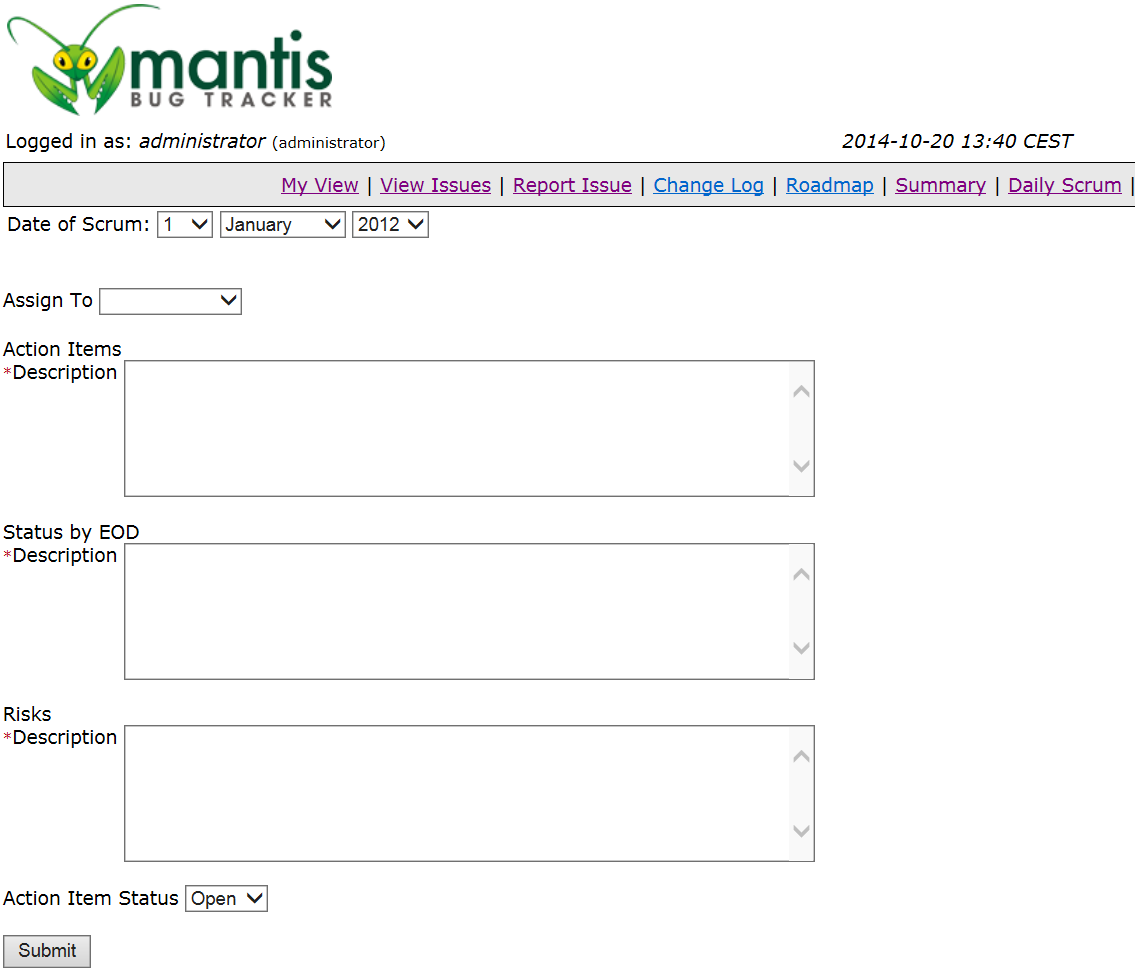 mantis
BUG TRACKER
Logged in as: administrator (administrator) 2014-10-20 13:40 CEST
My View | View Issues | Report Issue | Change Log | Roadmap | Summary | Daily Scrum |
Date of Scrum: 1 January 2012
Assign To
Action Items
*Description
Status by EOD
*Description
Risks
*Description
Action Item Status Open
Submit